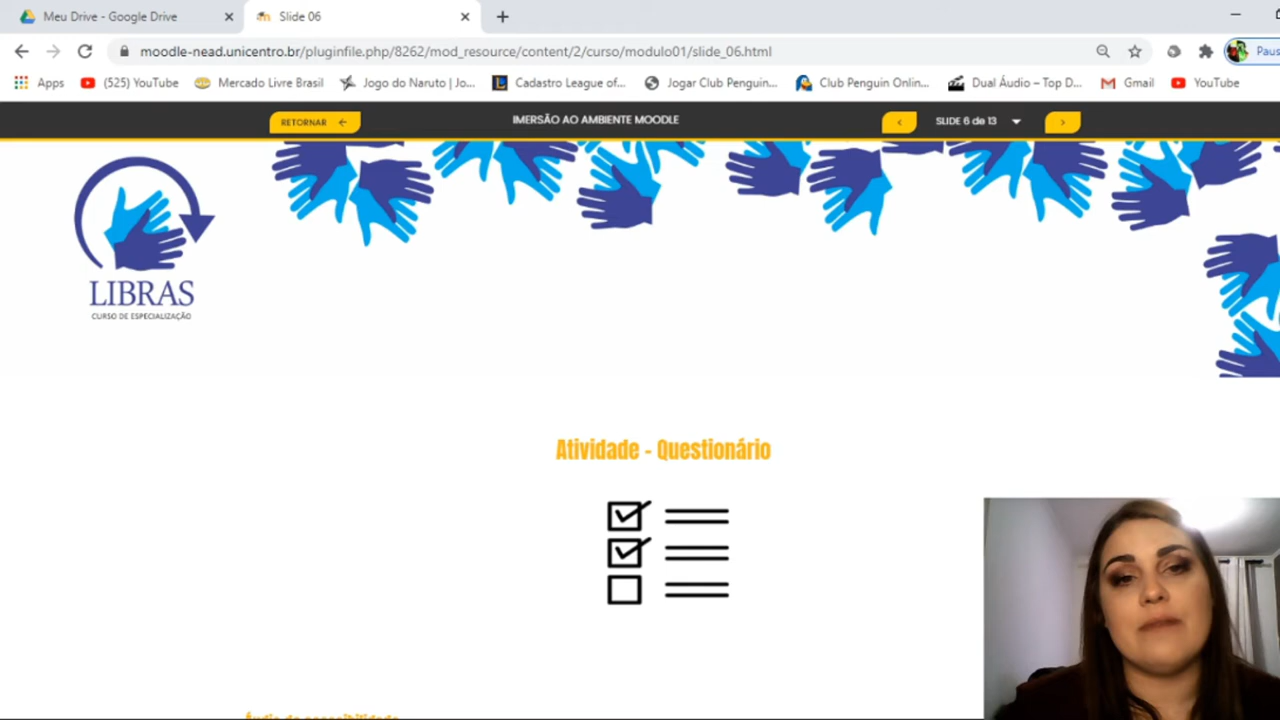 Meu Drive - Google Drive
Slide 06
moodle-nead.unicentro.br/pluginfile.php/8262/mod_resource/content/2/curso/modulo01/slide_06.html
Paus
Apps
(525) YouTube
Mercado Livre Brasil
Jogo do Naruto | Jo...
Cadastro League of...
Jogar Club Penguin...
Club Penguin Onlin...
Dual Áudio – Top D...
Gmail
YouTube
RETORNAR
IMERSÃO AO AMBIENTE MOODLE
SLIDE 6 de 13
LIBRAS
CURSO DE ESPECIALIZAÇÃO
Atividade - Questionário